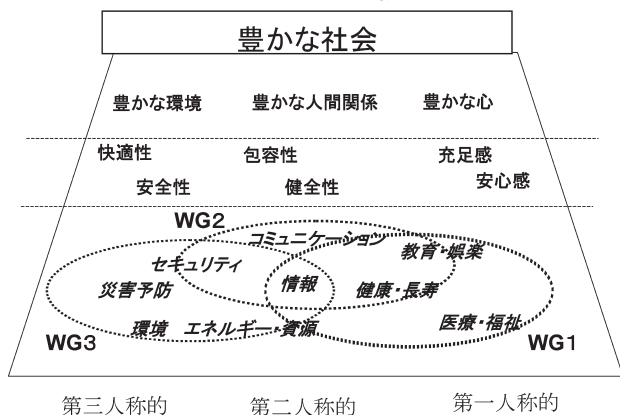 豊かな社会
豊かな環境 豊かな人間関係 豊かな心
快適性 包容性 充足感
安全性 健全性 安心感
WG2
コミュニケーション
教育・娯楽
セキュリティ
情報
災害予防
健康・長寿
環境 エネルギー・資源
医療・福祉
WG3
WG1
第三人称的 第二人称的 第一人称的